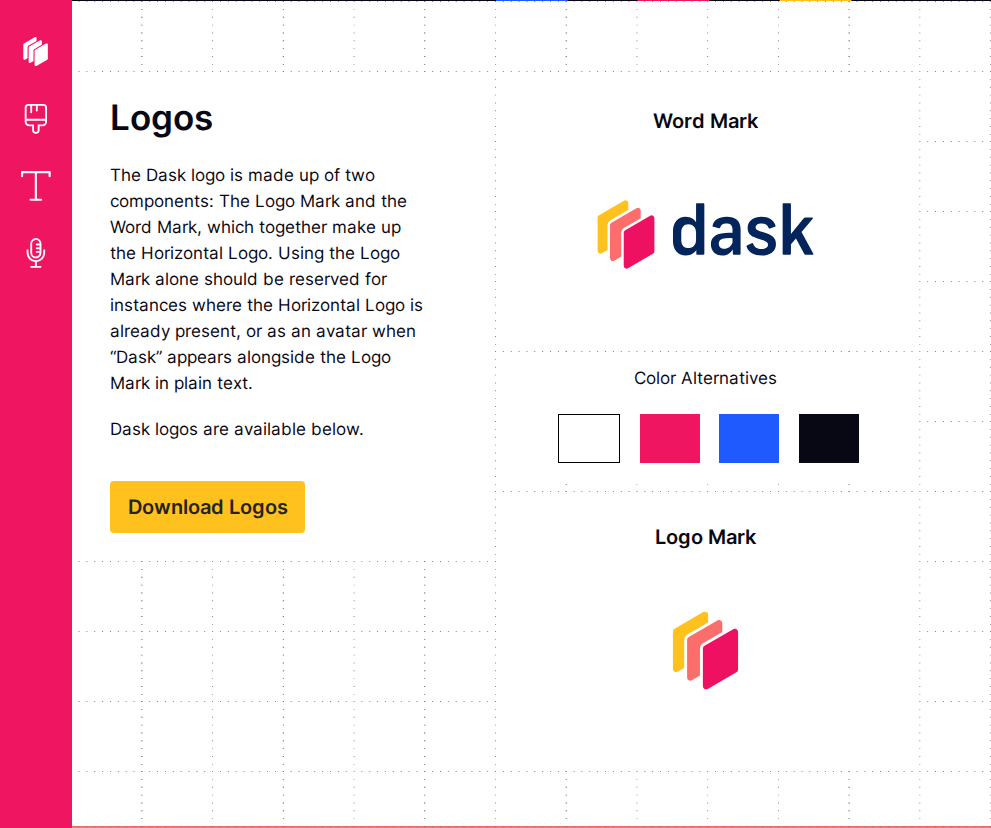 Logos
The Dask logo is made up of two
components: The Logo Mark and the
Word Mark, which together make up
the Horizontal Logo. Using the Logo
Mark alone should be reserved for
instances where the Horizontal Logo is
already present, or as an avatar when
“Dask” appears alongside the Logo
Mark in plain text.
Dask logos are available below.
Download Logos
Word Mark
dask
Color Alternatives
Logo Mark